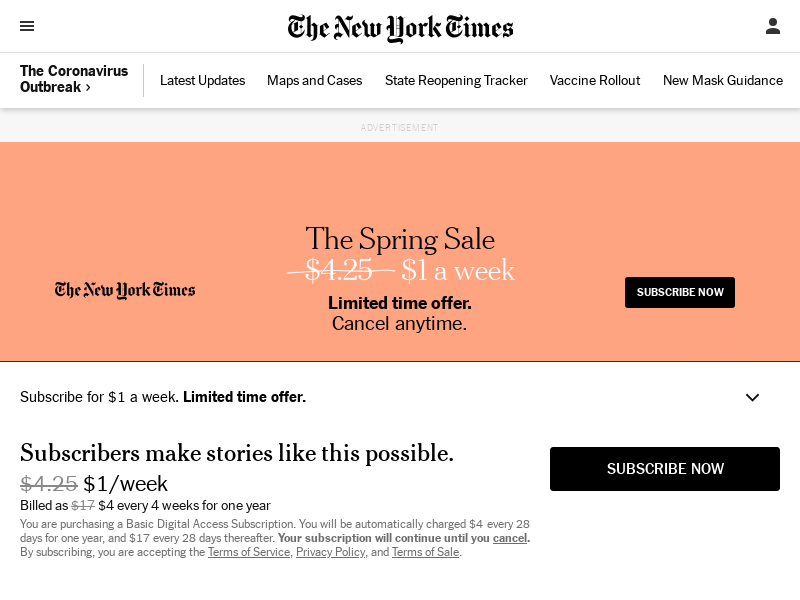 The New York Times
The Coronavirus
Outbreak ›
Latest Updates
Maps and Cases
State Reopening Tracker
Vaccine Rollout
New Mask Guidance
ADVERTISEMENT
The Spring Sale
$4.25 $1 a week
The New York Times
Limited time offer.
Cancel anytime.
SUBSCRIBE NOW
Subscribe for $1 a week. Limited time offer.
Subscribers make stories like this possible.
$4.25 $1/week
Billed as $17 $4 every 4 weeks for one year
You are purchasing a Basic Digital Access Subscription. You will be automatically charged $4 every 28
days for one year, and $17 every 28 days thereafter. Your subscription will continue until you cancel.
By subscribing, you are accepting the Terms of Service, Privacy Policy, and Terms of Sale.
SUBSCRIBE NOW